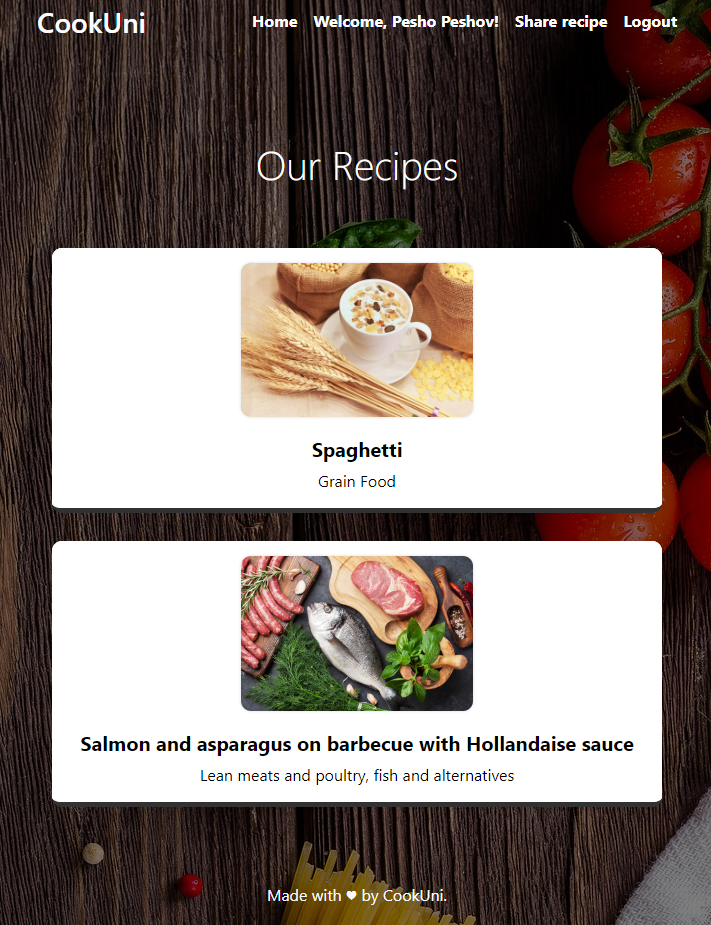 CookUni Home Welcome, Pesho Peshov! Share recipe Logout
Our Recipes
Spaghetti
Grain Food
Salmon and asparagus on barbecue with Hollandaise sauce
Lean meats and poultry, fish and alternatives
Made with ♥ by CookUni.